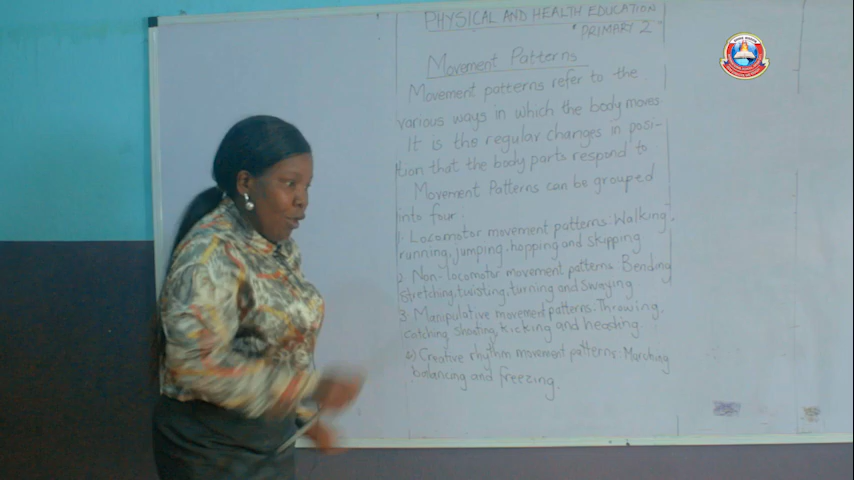 PHYSICAL AND HEALTH EDUCATION
PRIMARY 2
Movement Patterns
Movement patterns refer to the
various ways in which the body moves
It is the regular changes in posi-
tion that the body parts respond to
Movement Patterns can be grouped
into four.
1. Locomotor movement patterns. Walking,
running, jumping, hopping and skipping
2. Non-locomotor movement patterns. Bending
stretching, twisting, turning and swaying
3. Manipulative movement patterns. Throwing,
catching, shooting, kicking and heading.
4) Creative rhythm movement patterns. Marching
balancing and freezing.